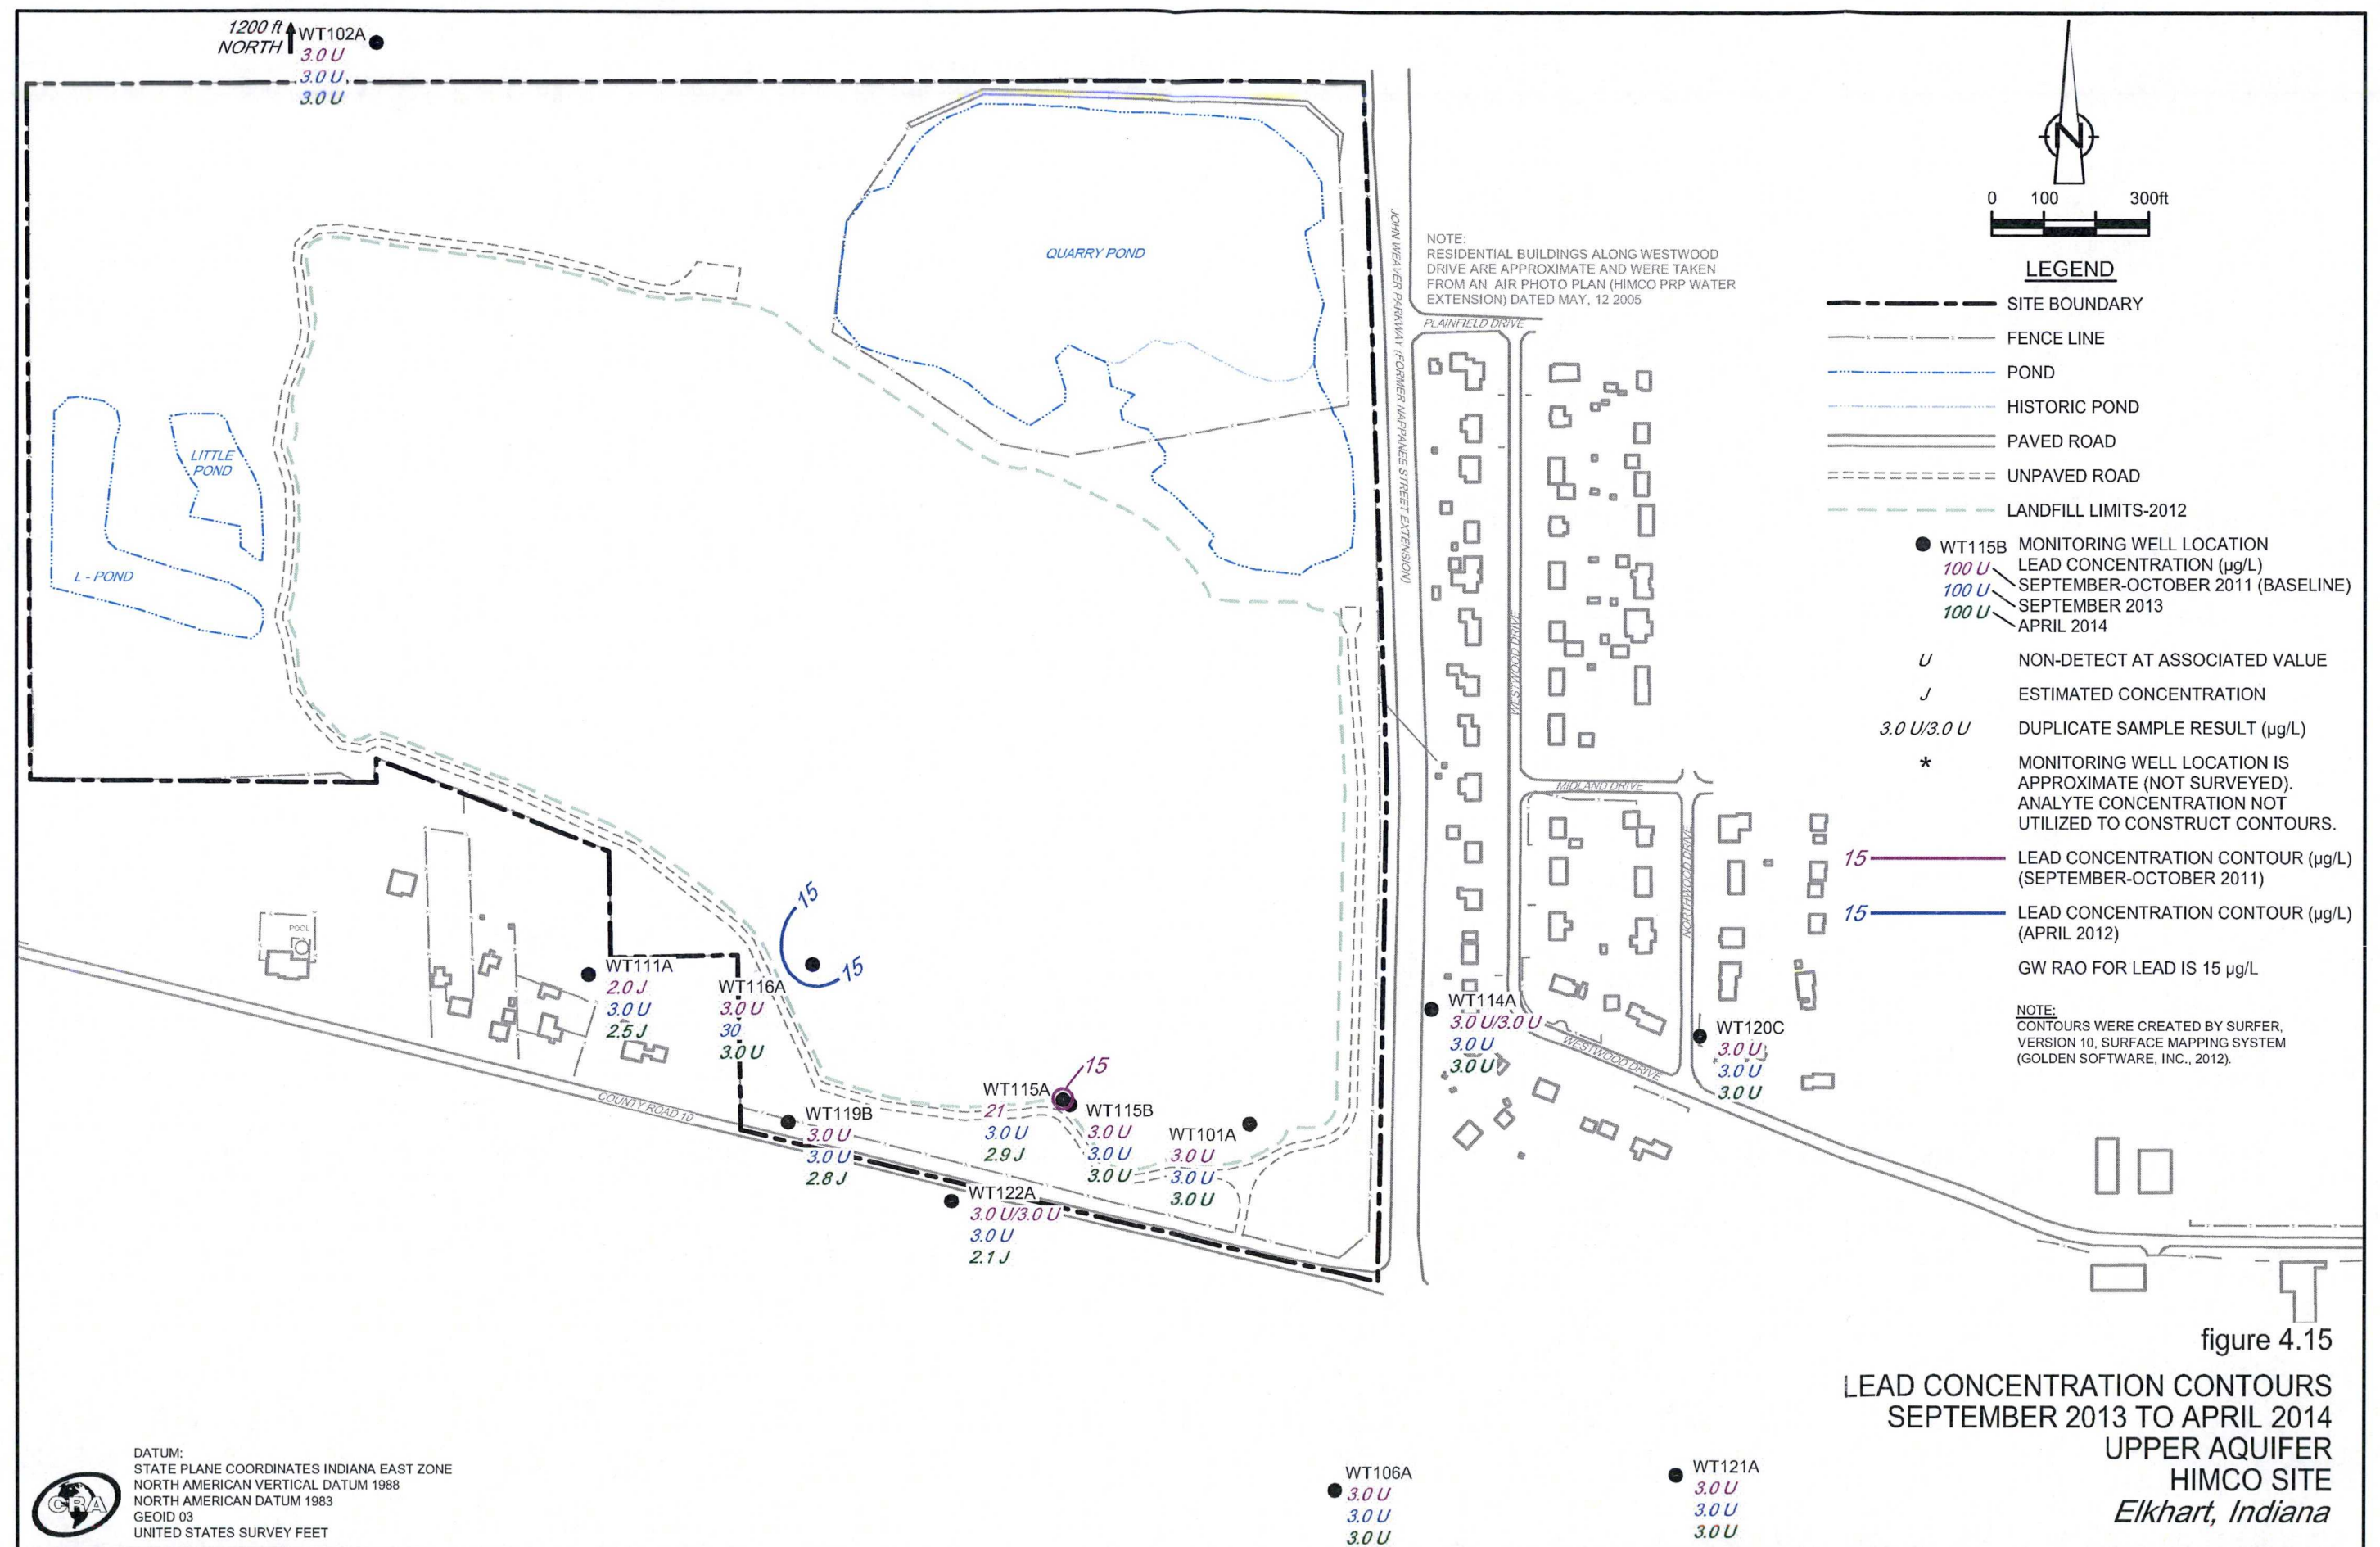 1200 ft
NORTH
WT102A
3.0 U
3.0 U
3.0 U
N
0 100 300ft
QUARRY POND
JOHN WEAVER PARKWAY (FORMER NAPPANEE STREET EXTENSION)
NOTE:
RESIDENTIAL BUILDINGS ALONG WESTWOOD
DRIVE ARE APPROXIMATE AND WERE TAKEN
FROM AN AIR PHOTO PLAN (HIMCO PRP WATER
EXTENSION) DATED MAY, 12 2005
PLAINFIELD DRIVE
WESTWOOD DRIVE
MIDLAND DRIVE
NORTHWOOD DRIVE
WESTWOOD DRIVE
LITTLE
POND
L - POND
POOL
COUNTY ROAD 10
15
15
WT111A
2.0 J
3.0 U
2.5 J
WT116A
3.0 U
30
3.0 U
WT119B
3.0 U
3.0 U
2.8 J
15
WT115A
21
3.0 U
2.9 J
WT115B
3.0 U
3.0 U
3.0 U
WT101A
3.0 U
3.0 U
3.0 U
WT122A
3.0 U/3.0 U
3.0 U
2.1 J
WT114A
3.0 U/3.0 U
3.0 U
3.0 U
WT120C
3.0 U
3.0 U
3.0 U
WT106A
3.0 U
3.0 U
3.0 U
WT121A
3.0 U
3.0 U
3.0 U
LEGEND
SITE BOUNDARY
FENCE LINE
POND
HISTORIC POND
PAVED ROAD
UNPAVED ROAD
LANDFILL LIMITS-2012
WT115B MONITORING WELL LOCATION
100 U LEAD CONCENTRATION (µg/L)
100 U SEPTEMBER-OCTOBER 2011 (BASELINE)
100 U SEPTEMBER 2013
APRIL 2014
U NON-DETECT AT ASSOCIATED VALUE
J ESTIMATED CONCENTRATION
3.0 U/3.0 U DUPLICATE SAMPLE RESULT (µg/L)
* MONITORING WELL LOCATION IS
APPROXIMATE (NOT SURVEYED).
ANALYTE CONCENTRATION NOT
UTILIZED TO CONSTRUCT CONTOURS.
15 LEAD CONCENTRATION CONTOUR (µg/L)
(SEPTEMBER-OCTOBER 2011)
15 LEAD CONCENTRATION CONTOUR (µg/L)
(APRIL 2012)
GW RAO FOR LEAD IS 15 µg/L
NOTE:
CONTOURS WERE CREATED BY SURFER,
VERSION 10, SURFACE MAPPING SYSTEM
(GOLDEN SOFTWARE, INC., 2012).
figure 4.15
LEAD CONCENTRATION CONTOURS
SEPTEMBER 2013 TO APRIL 2014
UPPER AQUIFER
HIMCO SITE
Elkhart, Indiana
CRA
DATUM:
STATE PLANE COORDINATES INDIANA EAST ZONE
NORTH AMERICAN VERTICAL DATUM 1988
NORTH AMERICAN DATUM 1983
GEOID 03
UNITED STATES SURVEY FEET